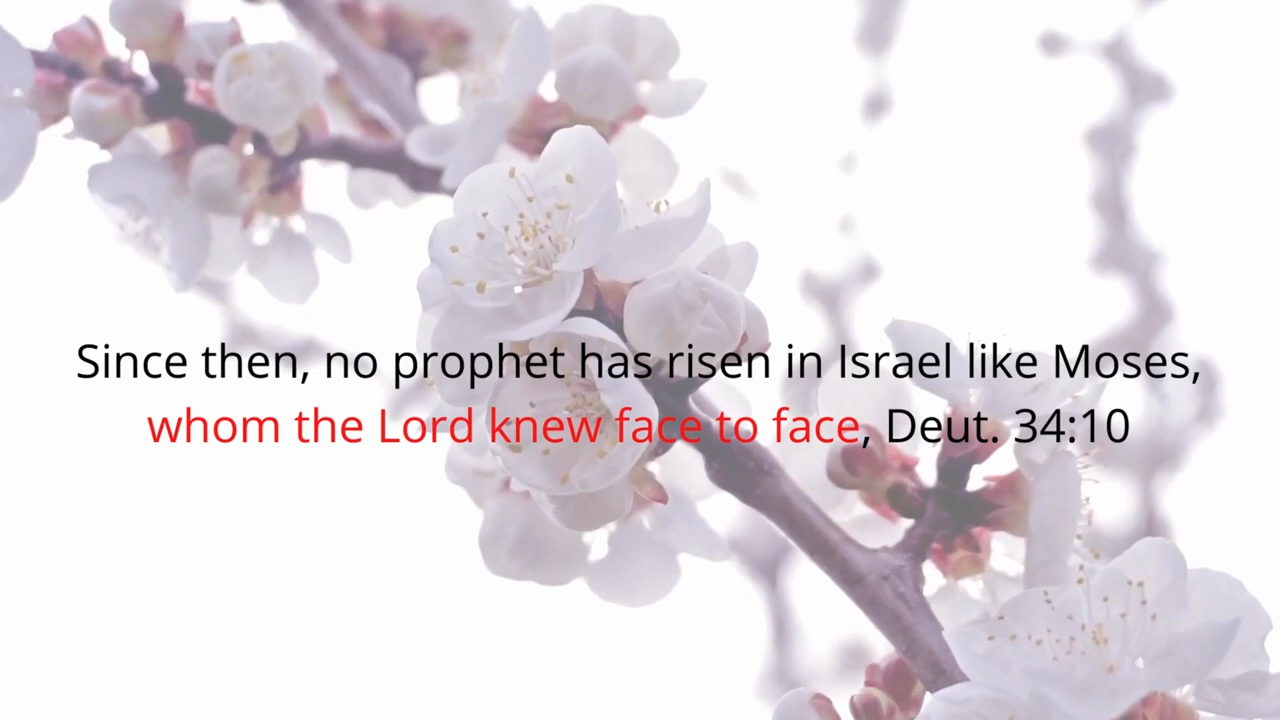 Since then, no prophet has risen in Israel like Moses,
whom the Lord knew face to face, Deut. 34:10